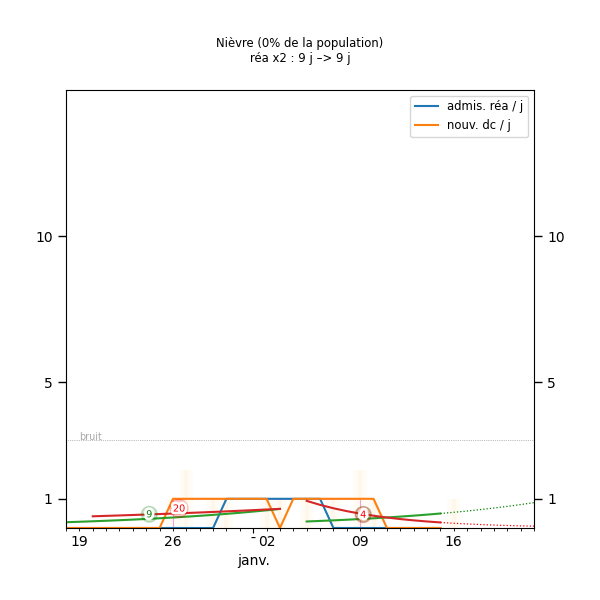 Nièvre (0% de la population)
réa x2 : 9 j –> 9 j
admis. réa / j
nouv. dc / j
10 10
5 5
bruit
1 1
9 20 4
19 26 - 02 09 16
janv.